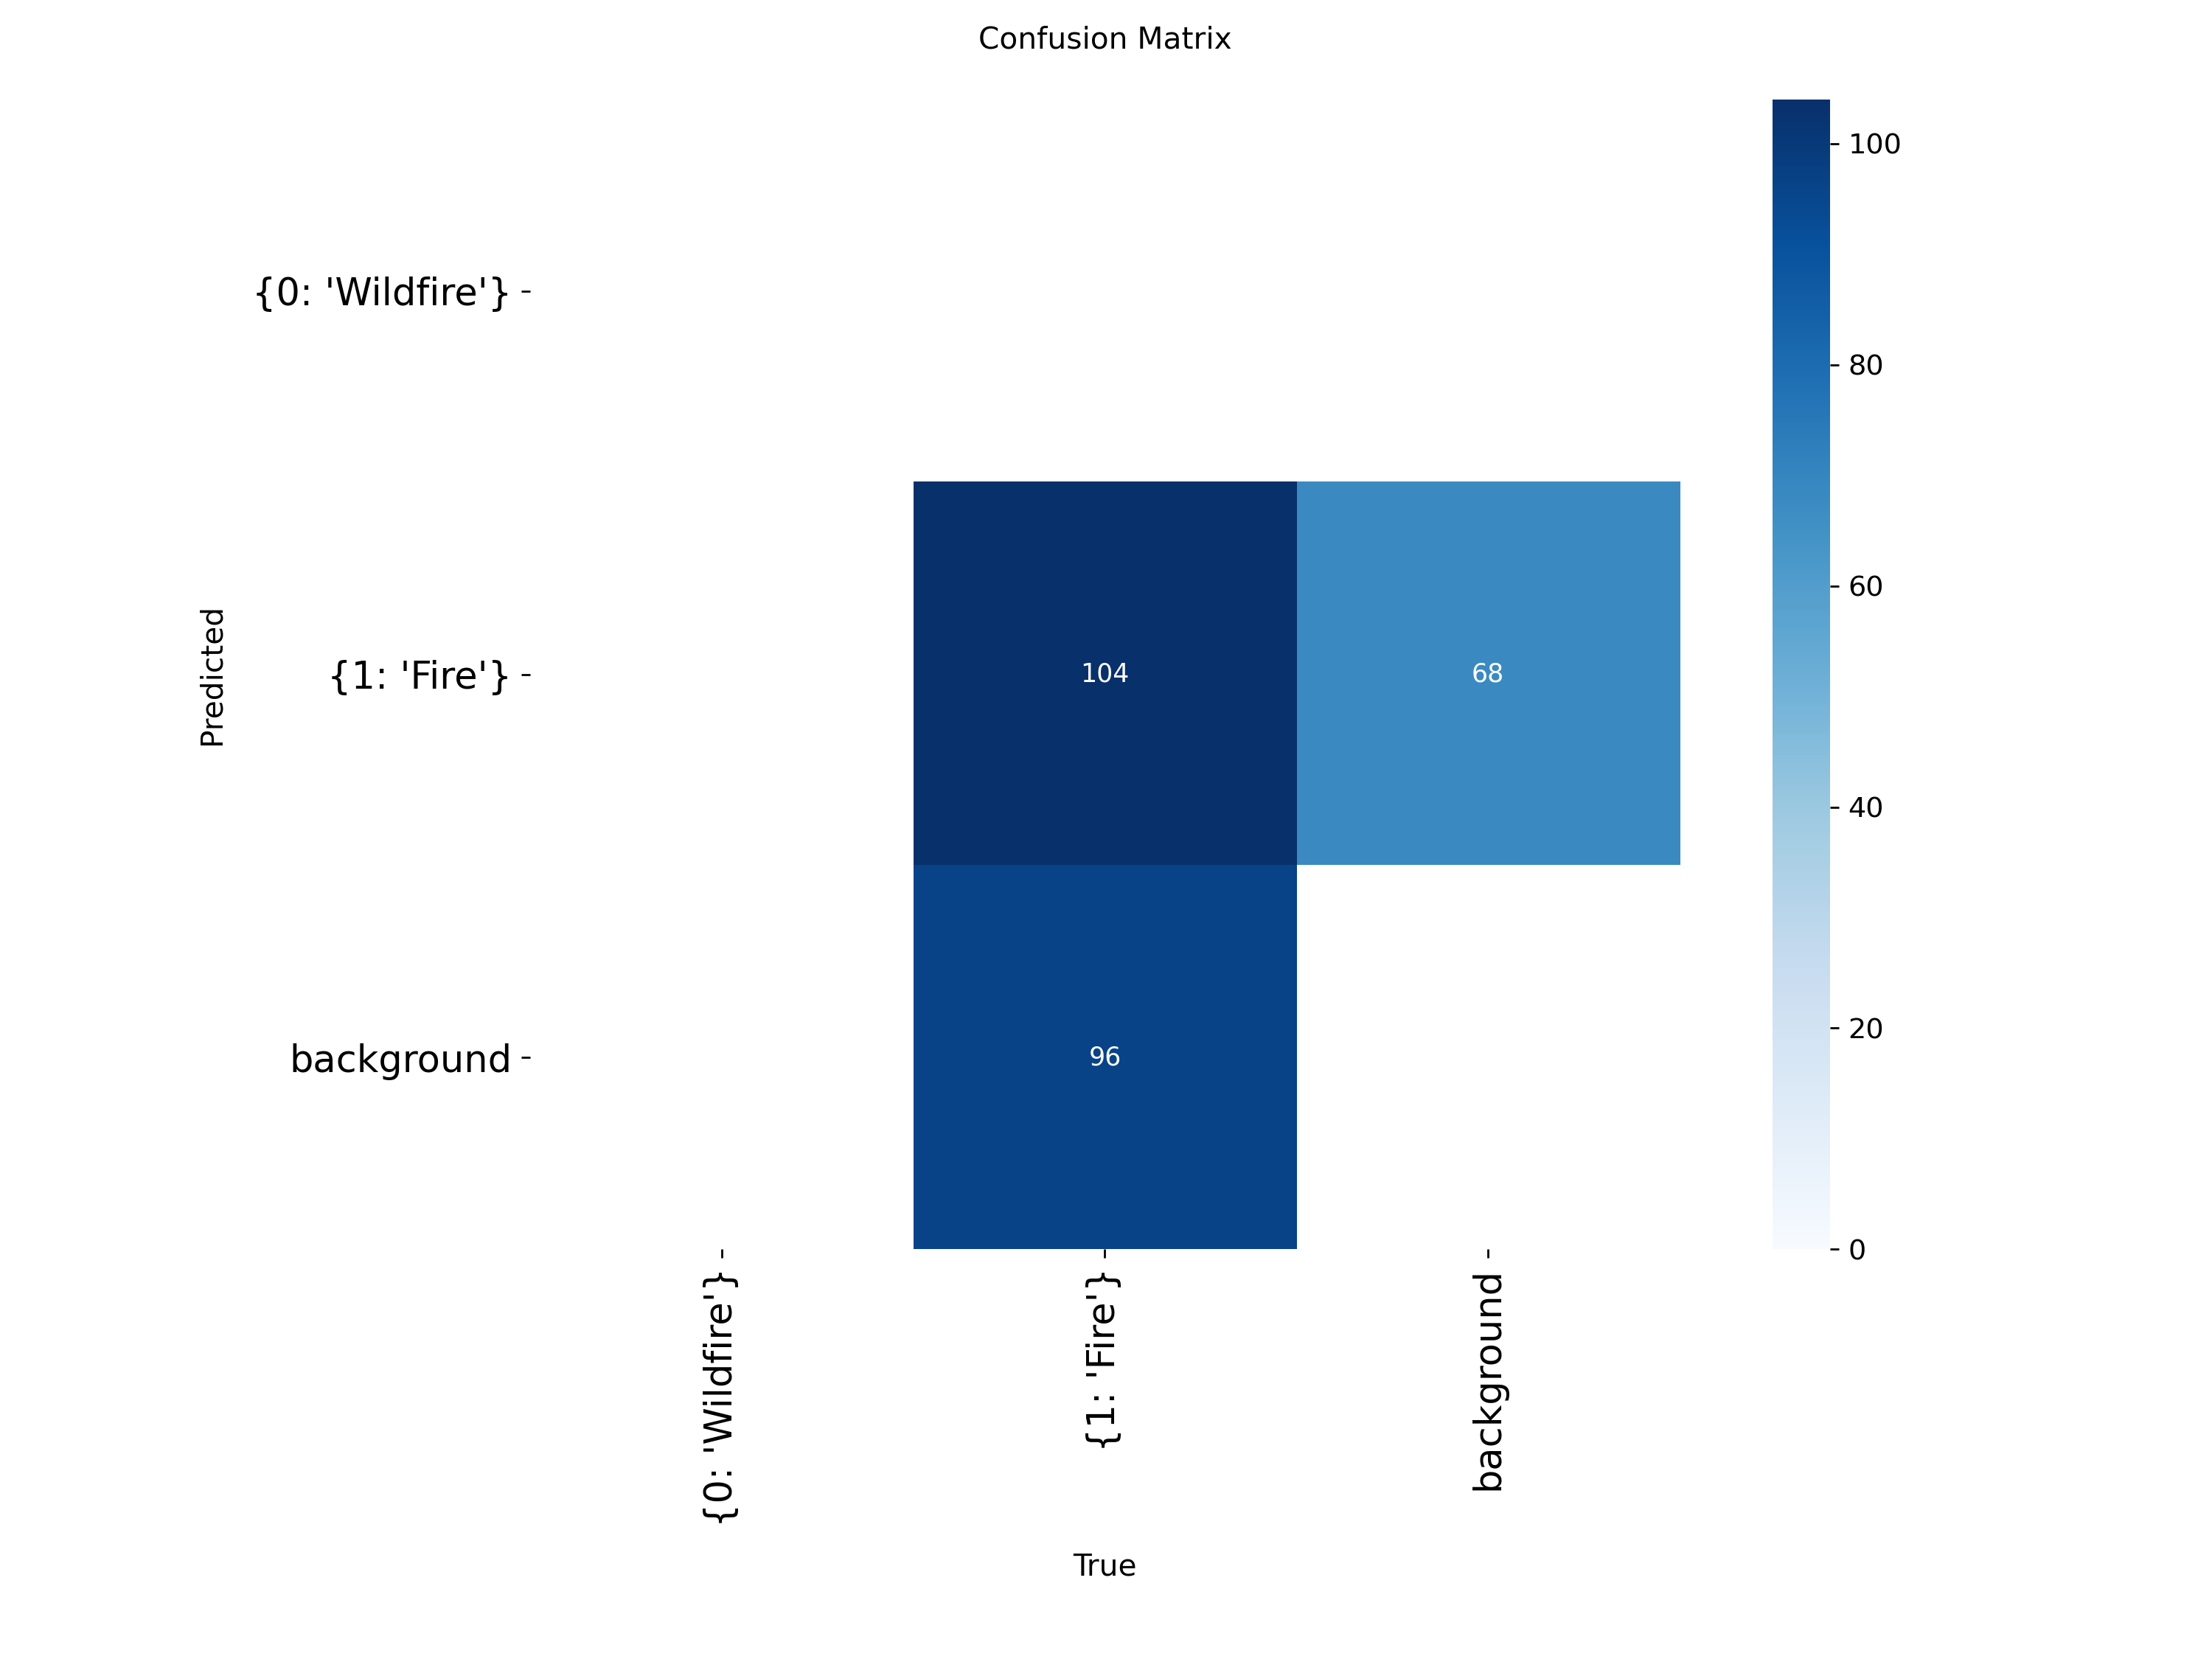 Confusion Matrix
100
80
60
40
20
0
Predicted
{0: 'Wildfire'}
{1: 'Fire'}
background
104
68
96
{0: 'Wildfire'}
{1: 'Fire'}
background
True